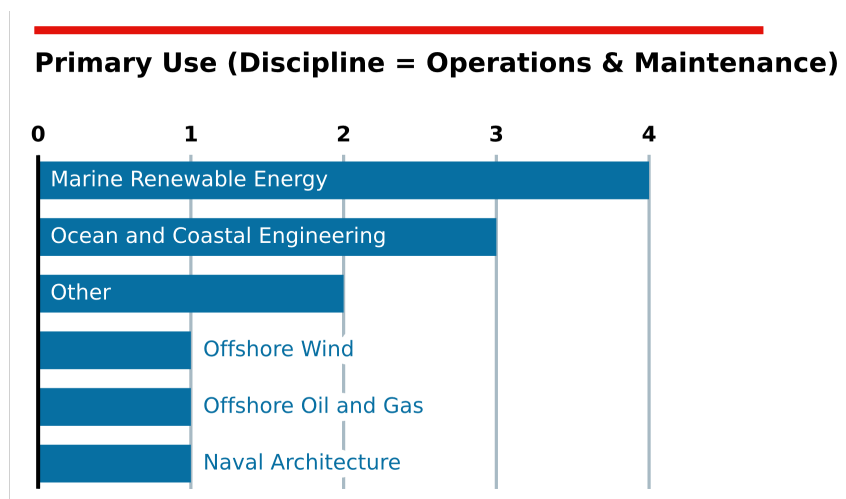 Primary Use (Discipline = Operations & Maintenance)
0 1 2 3 4
Marine Renewable Energy
Ocean and Coastal Engineering
Other
Offshore Wind
Offshore Oil and Gas
Naval Architecture